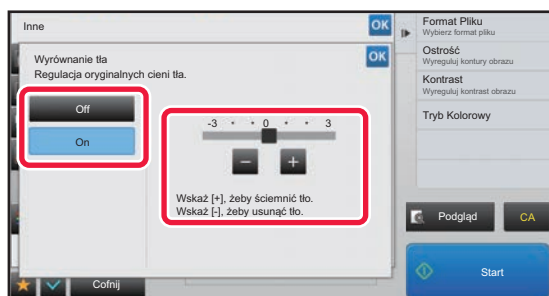 Inne
OK
Wyrównanie tła
OK
Regulacja oryginalnych cieni tła.
Off
On
-3 0 3
- +
Wskaż [+], żeby ściemnić tło.
Wskaż [-], żeby usunąć tło.
Cofnij
Format Pliku
Wybierz format pliku
Ostrość
Wyreguluj kontury obrazu
Kontrast
Wyreguluj kontrast obrazu
Tryb Kolorowy
Podgląd
CA
Start